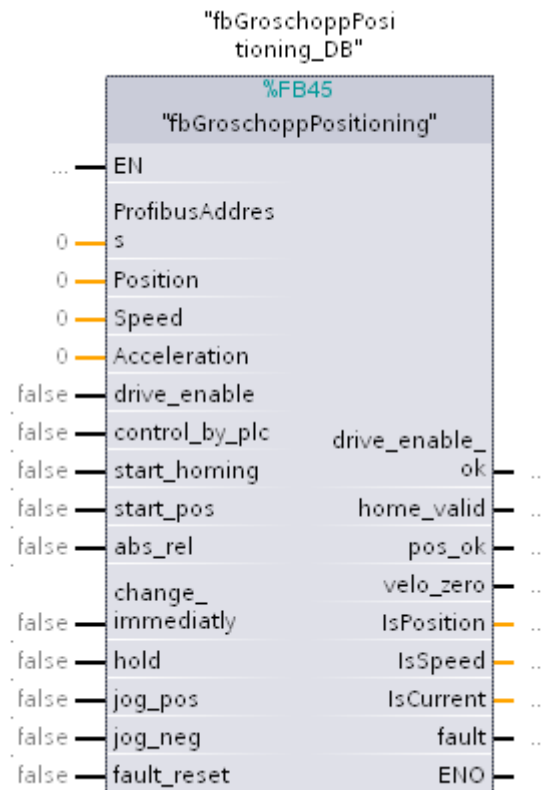 "fbGroschoppPosi
tioning_DB"
%FB45
"fbGroschoppPositioning"
... EN
ProfibusAddres
0 s
0 Position
0 Speed
0 Acceleration
false drive_enable
false control_by_plc drive_enable_
false start_homing ok ...
false start_pos home_valid ...
false abs_rel pos_ok ...
change_ velo_zero ...
false immediatly IsPosition ...
false hold IsSpeed ...
false jog_pos IsCurrent ...
false jog_neg fault ...
false fault_reset ENO